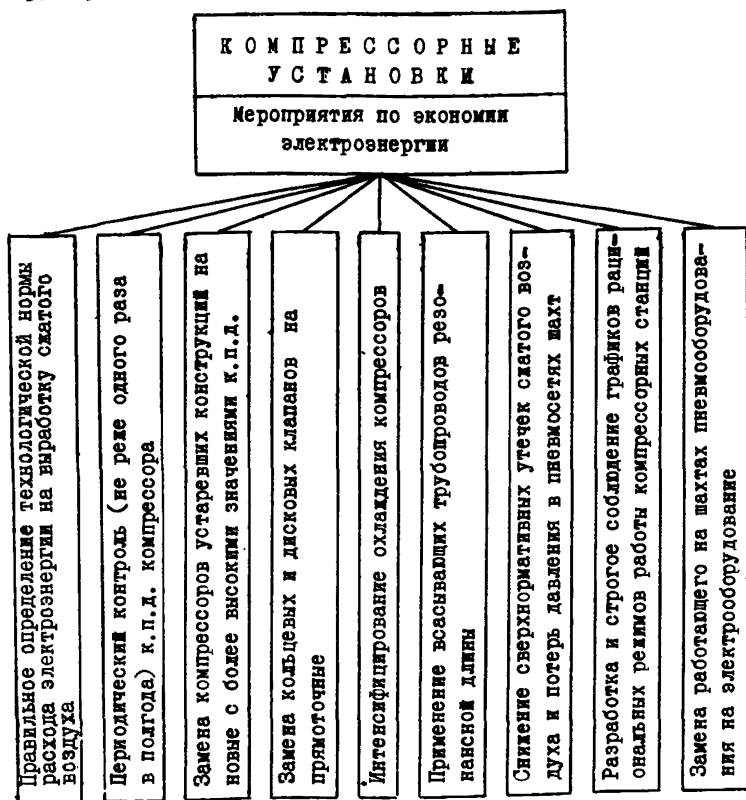 КОМПРЕССОРНЫЕ
УСТАНОВКИ
Мероприятия по экономии
электроэнергии
Правильное определение технологической нормы
расхода электроэнергии на выработку сжатого
воздуха
Периодический контроль (не реже одного раза
в полгода) к.п.д. компрессора
Замена компрессоров устаревших конструкций на
новые с более высокими значениями к.п.д.
Замена кольцевых и дисковых клапанов на
прямоточные
Интенсифицирование охлаждения компрессоров
Применение всасывающих трубопроводов резо-
нансной длины
Снижение сверхнормативных утечек сжатого воз-
духа и потерь давления в пневмосетях шахт
Разработка и строгое соблюдение графиков раци-
ональных режимов работы компрессорных станций
Замена работающего на шахтах пневмооборудова-
ния на электрооборудование